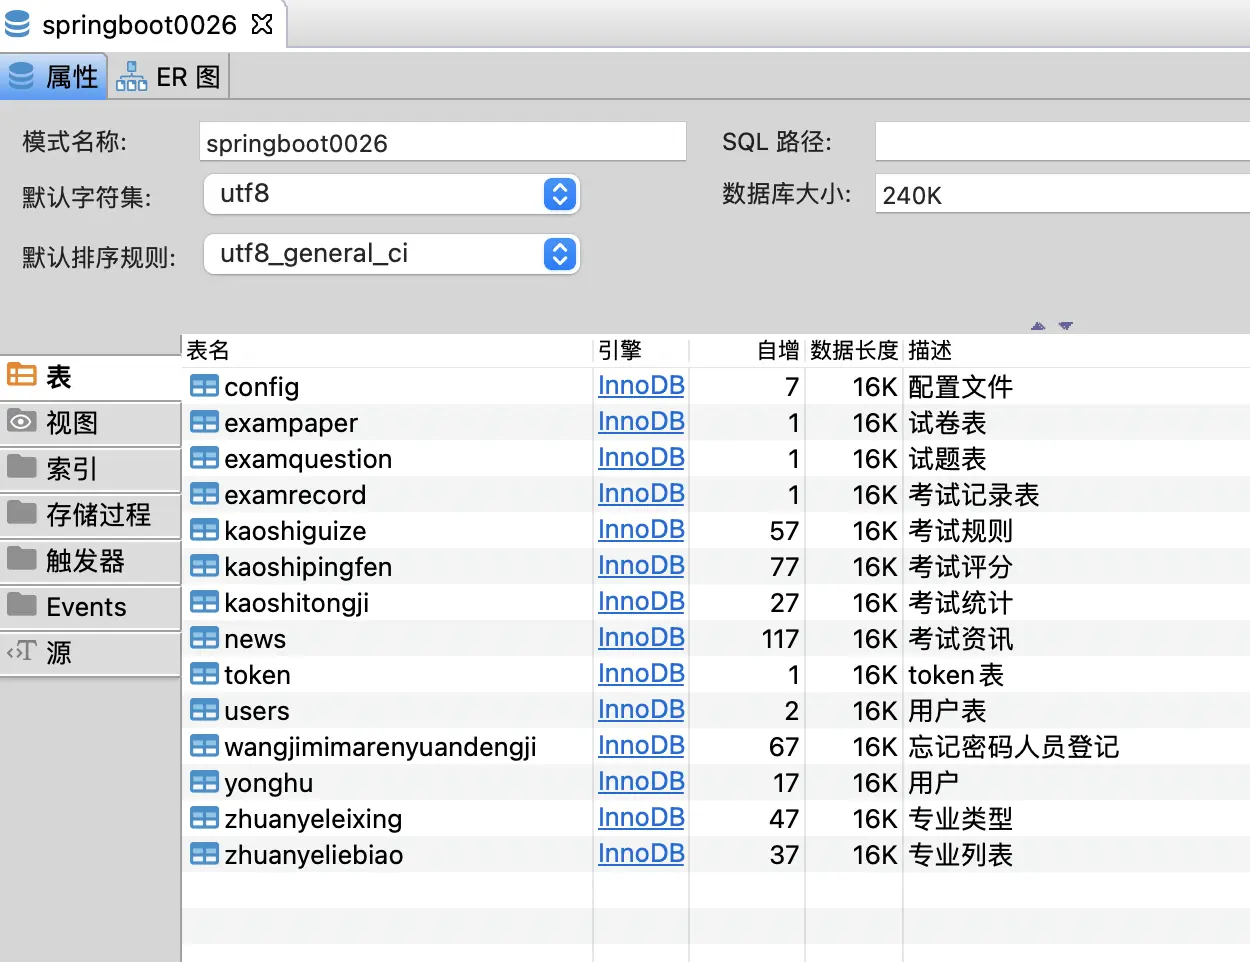 springboot0026
属性 ER 图
模式名称: springboot0026 SQL 路径:
默认字符集: utf8 数据库大小: 240K
默认排序规则: utf8_general_ci
表名 引擎 自增 数据长度 描述
表
视图
索引
存储过程
触发器
Events
源
config InnoDB 7 16K 配置文件
exampaper InnoDB 1 16K 试卷表
examquestion InnoDB 1 16K 试题表
examrecord InnoDB 1 16K 考试记录表
kaoshiguize InnoDB 57 16K 考试规则
kaoshipingfen InnoDB 77 16K 考试评分
kaoshitongji InnoDB 27 16K 考试统计
news InnoDB 117 16K 考试资讯
token InnoDB 1 16K token表
users InnoDB 2 16K 用户表
wangjimimarenyuandengji InnoDB 67 16K 忘记密码人员登记
yonghu InnoDB 17 16K 用户
zhuanyeleixing InnoDB 47 16K 专业类型
zhuanyeliebiao InnoDB 37 16K 专业列表